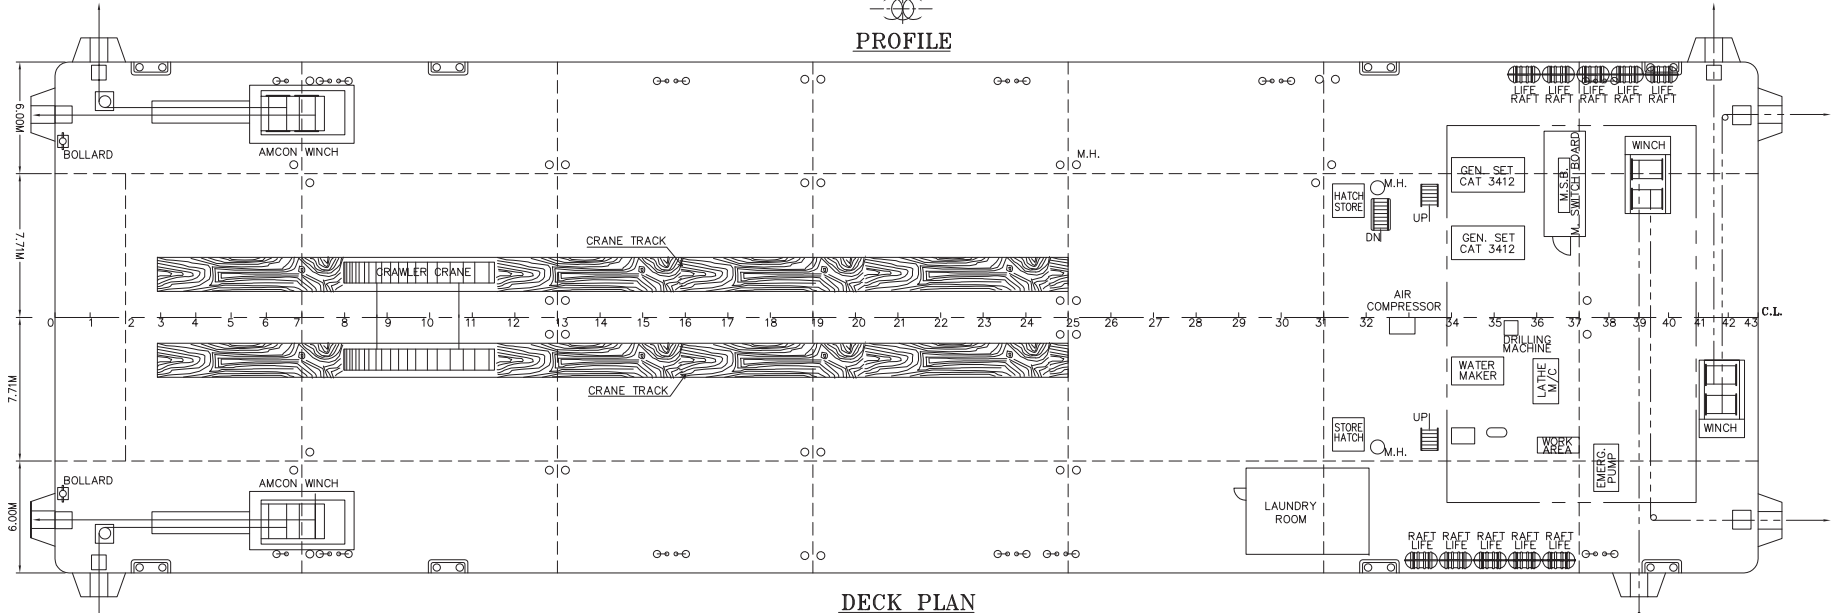 PROFILE
LIFE RAFT
LIFE RAFT
LIFE RAFT
LIFE RAFT
LIFE RAFT
6.00M
BOLLARD
AMCON WINCH
M.H.
WINCH
GEN. SET
CAT 3412
M.S.B.
M. SWITCH BOARD
HATCH
STORE
M.H.
UP
DN
7.71M
CRANE TRACK
GEN. SET
CAT 3412
CRAWLER CRANE
AIR
COMPRESSOR
C.L.
0 1 2 3 4 5 6 7 8 9 10 11 12 13 14 15 16 17 18 19 20 21 22 23 24 25 26 27 28 29 30 31 32 33 34 35 36 37 38 39 40 41 42 43
DRILLING
MACHINE
7.71M
WATER
MAKER
LATHE
M/C
CRANE TRACK
UP
STORE
HATCH
WINCH
M.H.
WORK
AREA
EMERG.
PUMP
BOLLARD
AMCON WINCH
6.00M
LAUNDRY
ROOM
RAFT LIFE
RAFT LIFE
RAFT LIFE
RAFT LIFE
RAFT LIFE
DECK PLAN